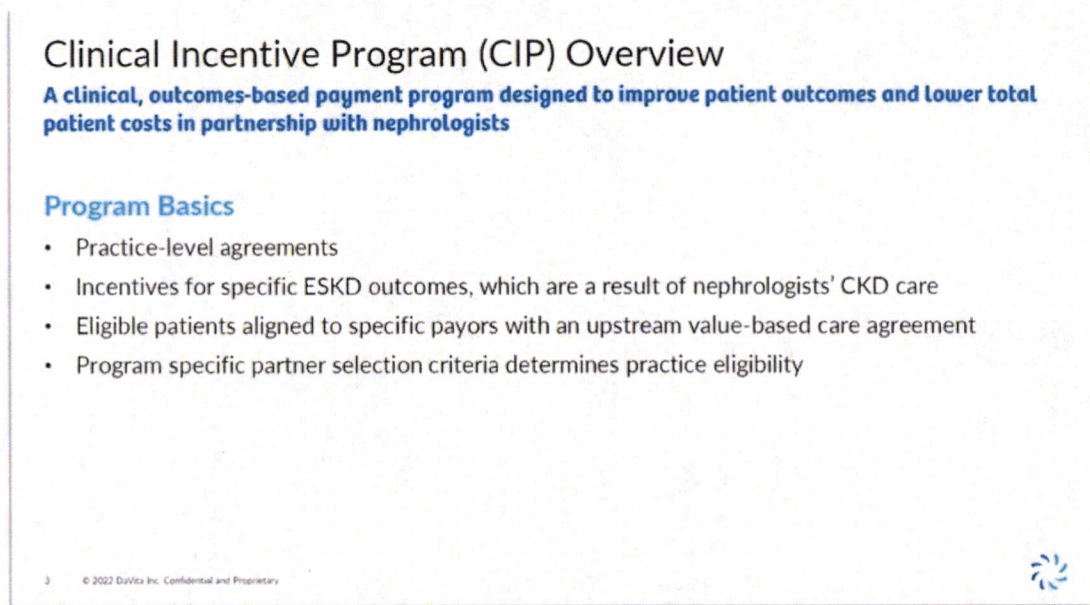 Clinical Incentive Program (CIP) Overview
A clinical, outcomes-based payment program designed to improve patient outcomes and lower total
patient costs in partnership with nephrologists
Program Basics
• Practice-level agreements
• Incentives for specific ESKD outcomes, which are a result of nephrologists' CKD care
• Eligible patients aligned to specific payors with an upstream value-based care agreement
• Program specific partner selection criteria determines practice eligibility
3 © 2022 DaVita Inc. Confidential and Proprietary